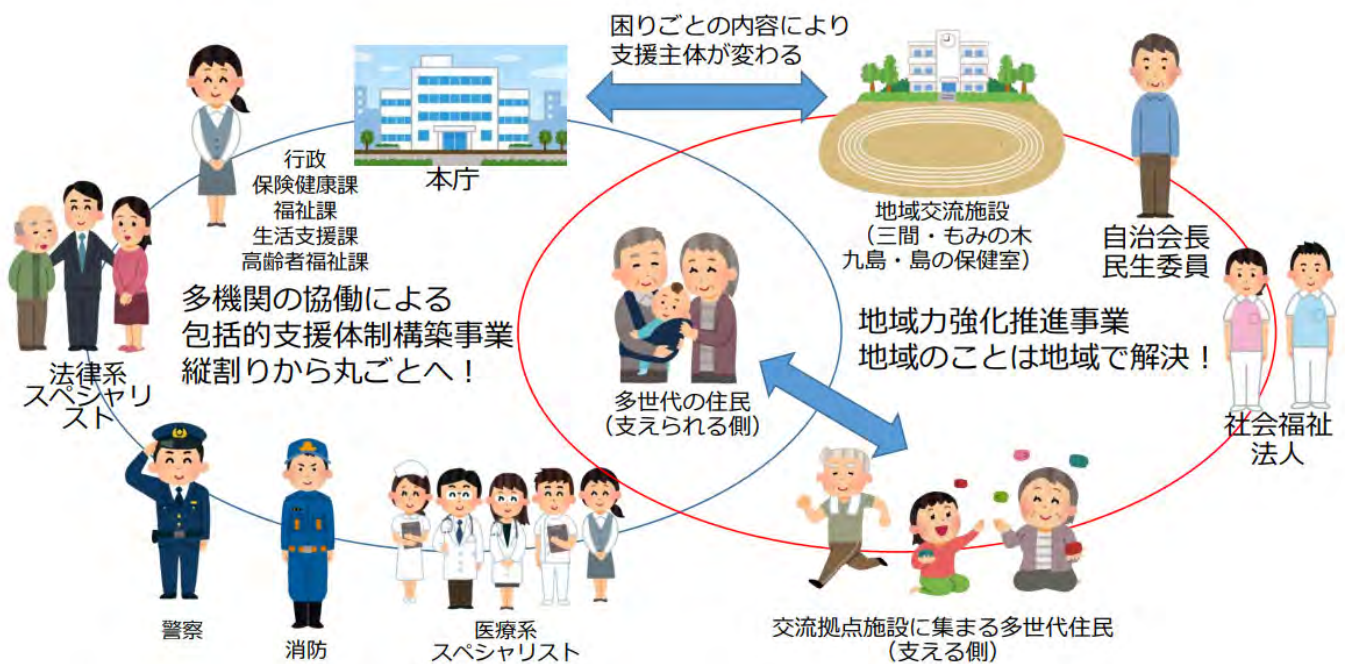 困りごとの内容により
支援主体が変わる
行政
保険健康課
福祉課
生活支援課
高齢者福祉課
本庁
地域交流施設
（三間・もみの木
九島・島の保健室）
自治会長
民生委員
多機関の協働による
包括的支援体制構築事業
縦割りから丸ごとへ！
地域力強化推進事業
地域のことは地域で解決！
法律系
スペシャリ
スト
多世代の住民
（支えられる側）
社会福祉
法人
警察
消防
医療系
スペシャリスト
交流拠点施設に集まる多世代住民
（支える側）